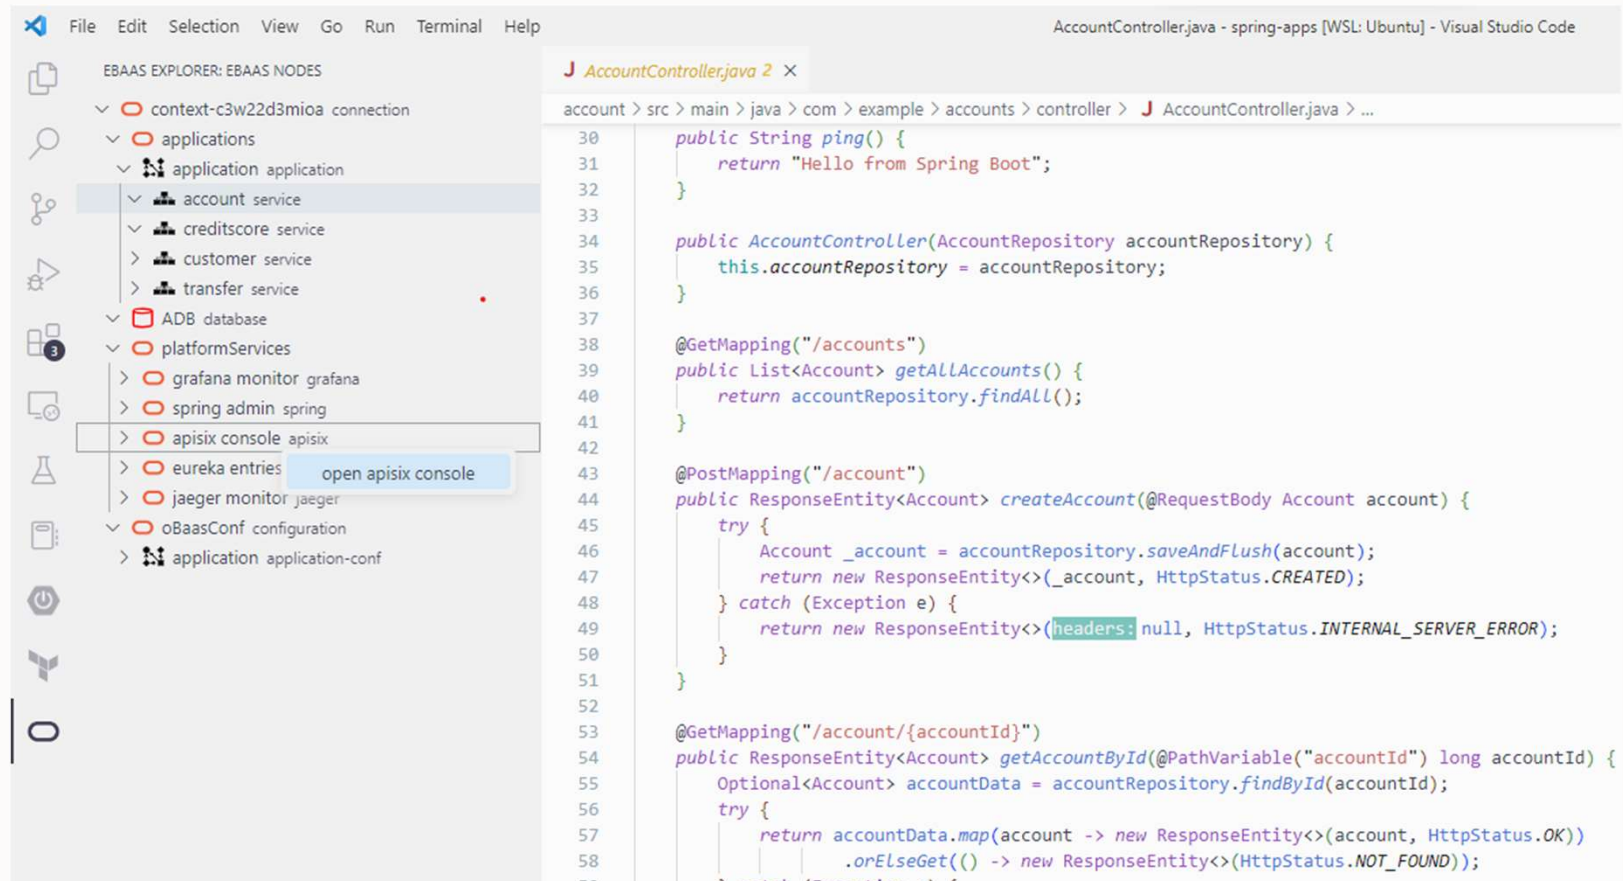 File Edit Selection View Go Run Terminal Help
AccountController.java - spring-apps [WSL: Ubuntu] - Visual Studio Code
EBAAS EXPLORER: EBAAS NODES
context-c3w22d3mioa connection
applications
application application
account service
creditscore service
customer service
transfer service
ADB database
platformServices
grafana monitor grafana
spring admin spring
apisix console apisix
eureka entries
open apisix console
jaeger monitor jaeger
oBaasConf configuration
application application-conf
3
J AccountController.java 2 ×
account > src > main > java > com > example > accounts > controller > J AccountController.java > ...
30 public String ping() {
31 return "Hello from Spring Boot";
32 }
33
34 public AccountController(AccountRepository accountRepository) {
35 this.accountRepository = accountRepository;
36 }
37
38 @GetMapping("/accounts")
39 public List<Account> getAllAccounts() {
40 return accountRepository.findAll();
41 }
42
43 @PostMapping("/account")
44 public ResponseEntity<Account> createAccount(@RequestBody Account account) {
45 try {
46 Account _account = accountRepository.saveAndFlush(account);
47 return new ResponseEntity<>(_account, HttpStatus.CREATED);
48 } catch (Exception e) {
49 return new ResponseEntity<>(headers: null, HttpStatus.INTERNAL_SERVER_ERROR);
50 }
51 }
52
53 @GetMapping("/account/{accountId}")
54 public ResponseEntity<Account> getAccountById(@PathVariable("accountId") long accountId) {
55 Optional<Account> accountData = accountRepository.findById(accountId);
56 try {
57 return accountData.map(account -> new ResponseEntity<>(account, HttpStatus.OK))
58 .orElseGet(() -> new ResponseEntity<>(HttpStatus.NOT_FOUND));